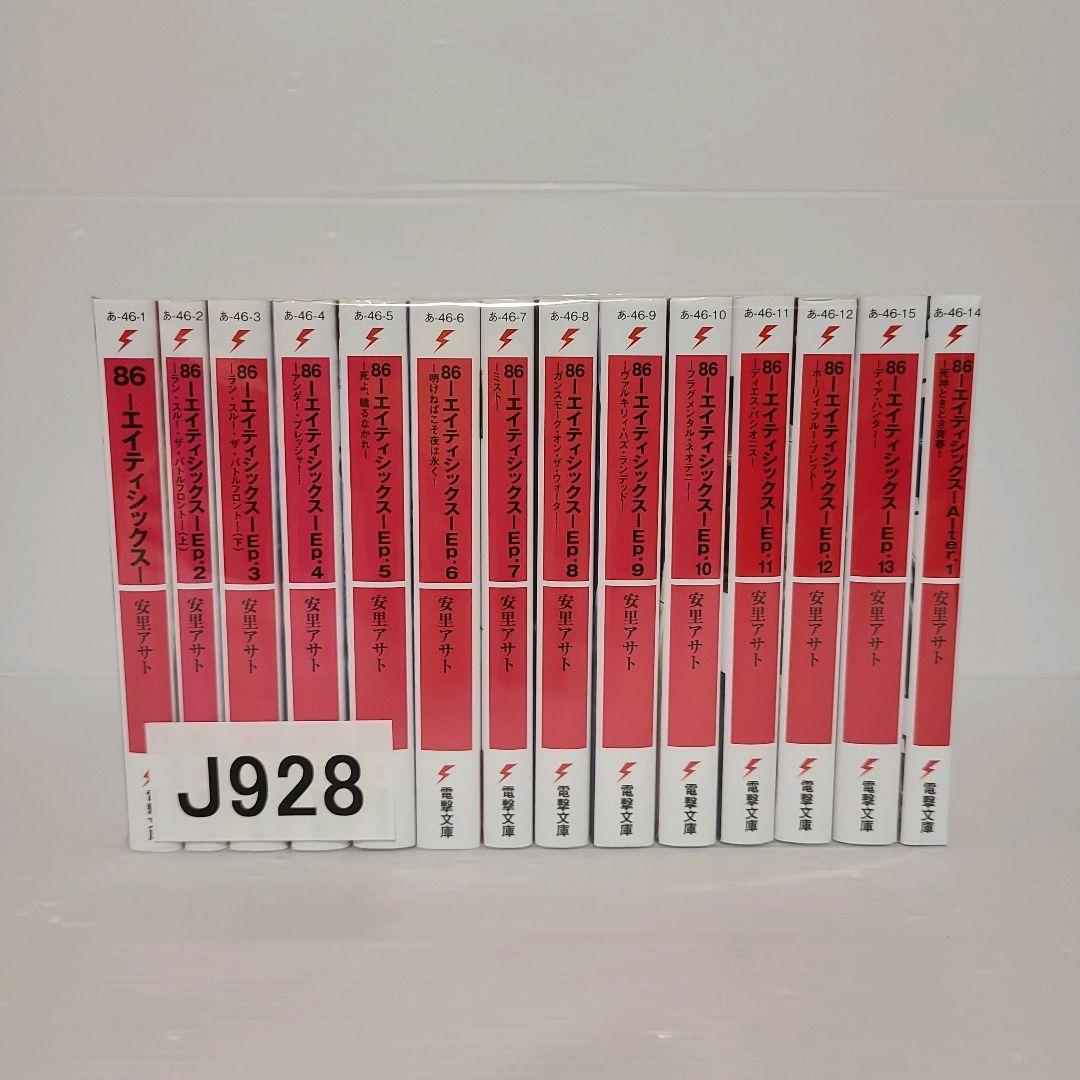 あ-46-1
86
―エイティシックス―
安里アサト
あ-46-2
86―エイティシックス―Ep.2
―ラン・スルー・ザ・バトルフロント―〈上〉
安里アサト
あ-46-3
86―エイティシックス―Ep.3
―ラン・スルー・ザ・バトルフロント―〈下〉
安里アサト
あ-46-4
86―エイティシックス―Ep.4
―アンダー・プレッシャー―
安里アサト
あ-46-5
86―エイティシックス―Ep.5
―死よ、驕るなかれ―
安里アサト
あ-46-6
86―エイティシックス―Ep.6
―明けねばこそ夜は永く―
安里アサト
電撃文庫
あ-46-7
86―エイティシックス―Ep.7
―ミスト―
安里アサト
電撃文庫
あ-46-8
86―エイティシックス―Ep.8
―ガンスモーク・オン・ザ・ウォーター―
安里アサト
電撃文庫
あ-46-9
86―エイティシックス―Ep.9
―ヴァルキリィ・ハズ・ランデッド―
安里アサト
電撃文庫
あ-46-10
86―エイティシックス―Ep.10
―フラグメンタル・ネオテニー―
安里アサト
電撃文庫
あ-46-11
86―エイティシックス―Ep.11
―ディエス・パシオニス―
安里アサト
電撃文庫
あ-46-12
86―エイティシックス―Ep.12
―ホーリィ・ブルー・ブレット―
安里アサト
電撃文庫
あ-46-15
86―エイティシックス―Ep.13
―ディア・ハンター―
安里アサト
電撃文庫
あ-46-14
86―エイティシックス―Alter.1
―死神ときどき青春―
安里アサト
電撃文庫
J928